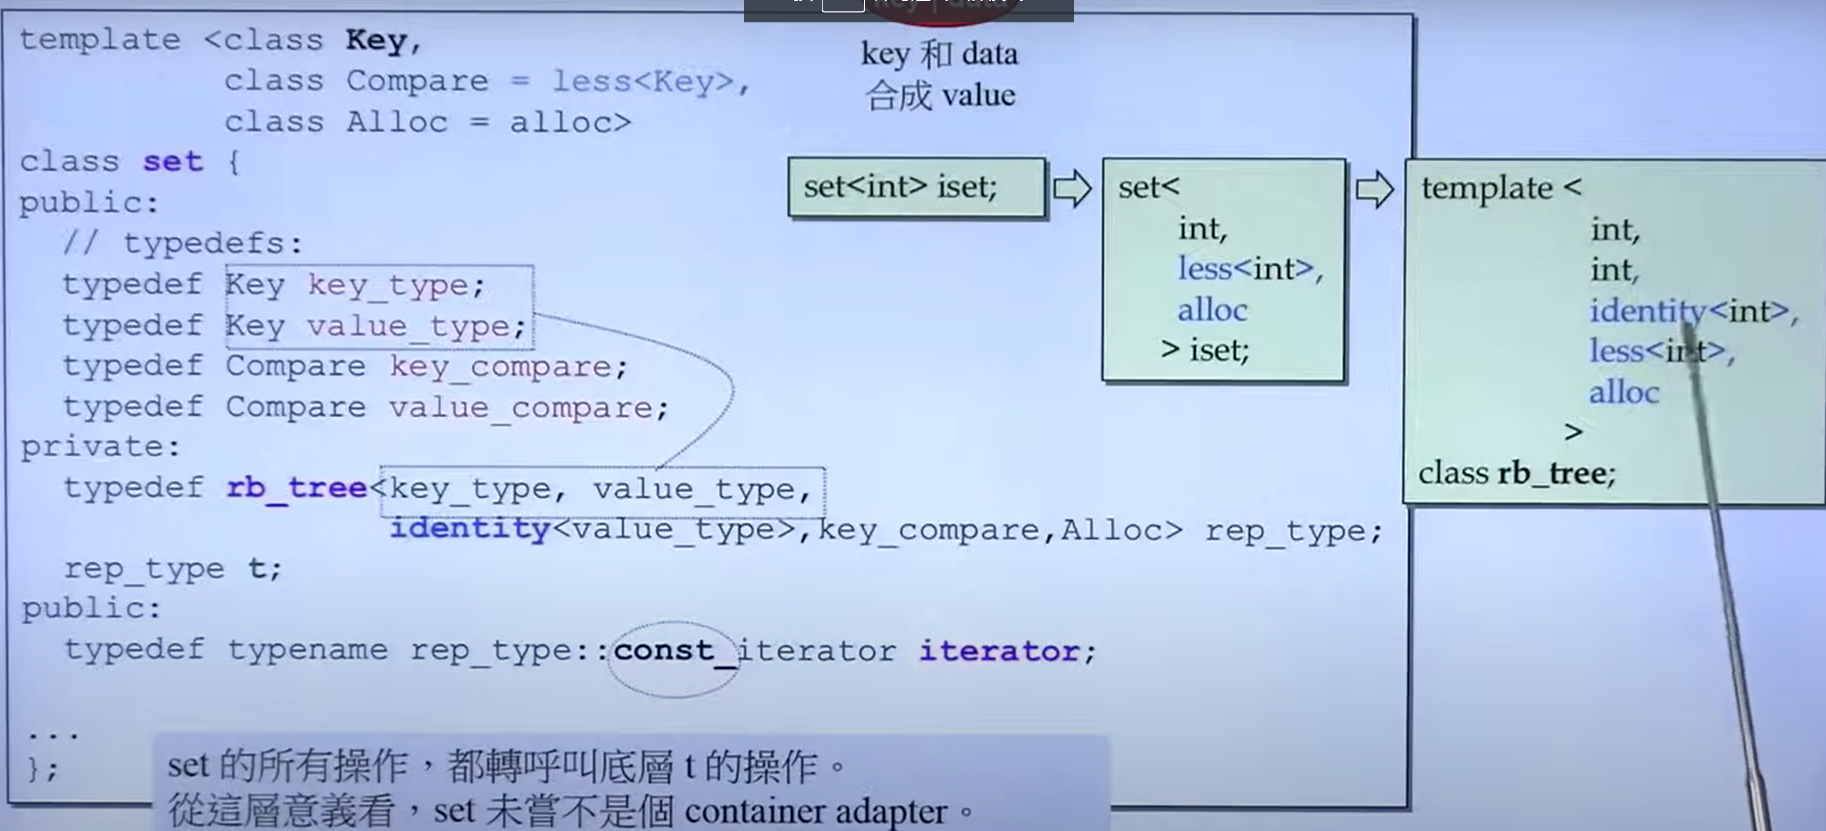 template <class Key,
class Compare = less<Key>,
class Alloc = alloc>
class set {
public:
// typedefs:
typedef Key key_type;
typedef Key value_type;
typedef Compare key_compare;
typedef Compare value_compare;
private:
typedef rb_tree<key_type, value_type,
identity<value_type>,key_compare,Alloc> rep_type;
rep_type t;
public:
typedef typename rep_type::const_iterator iterator;
...
};
key 和 data
合成 value
set<int> iset;
set<
int,
less<int>,
alloc
> iset;
template <
int,
int,
identity<int>,
less<int>,
alloc
>
class rb_tree;
set 的所有操作，都轉呼叫底層 t 的操作。
從這層意義看，set 未嘗不是個 container adapter。